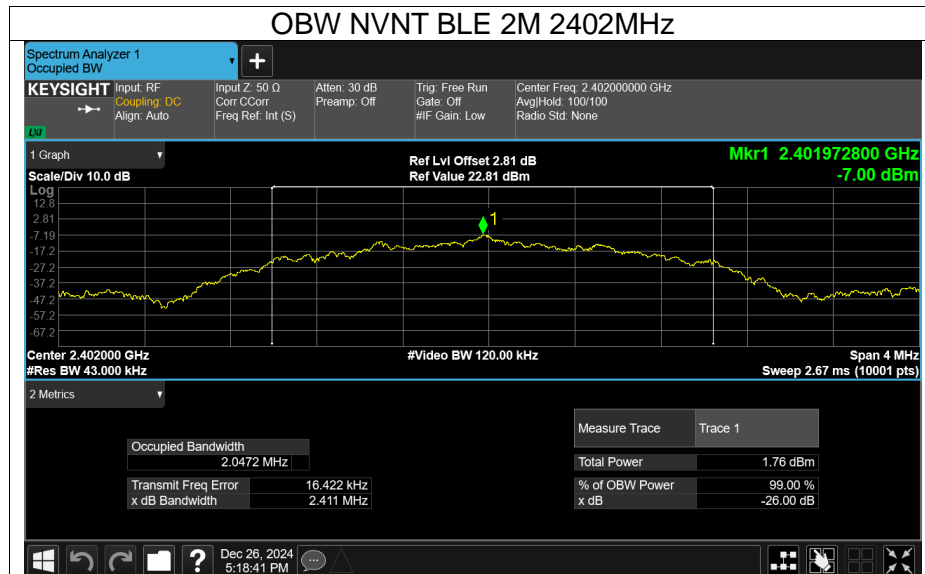 OBW NVNT BLE 2M 2402MHz
Spectrum Analyzer 1
Occupied BW
+
KEYSIGHT
Input: RF
Coupling: DC
Align: Auto
Input Z: 50 Ω
Corr CCorr
Freq Ref: Int (S)
Atten: 30 dB
Preamp: Off
Trig: Free Run
Gate: Off
#IF Gain: Low
Center Freq: 2.402000000 GHz
Avg|Hold: 100/100
Radio Std: None
LXI
1 Graph
Scale/Div 10.0 dB
Ref Lvl Offset 2.81 dB
Ref Value 22.81 dBm
Mkr1 2.401972800 GHz
-7.00 dBm
Log
12.8
2.81
-7.19
-17.2
-27.2
-37.2
-47.2
-57.2
-67.2
1
Center 2.402000 GHz
#Res BW 43.000 kHz
#Video BW 120.00 kHz
Span 4 MHz
Sweep 2.67 ms (10001 pts)
2 Metrics
Occupied Bandwidth
2.0472 MHz
Transmit Freq Error 16.422 kHz
x dB Bandwidth 2.411 MHz
Measure Trace Trace 1
Total Power 1.76 dBm
% of OBW Power 99.00 %
x dB -26.00 dB
?
Dec 26, 2024
5:18:41 PM